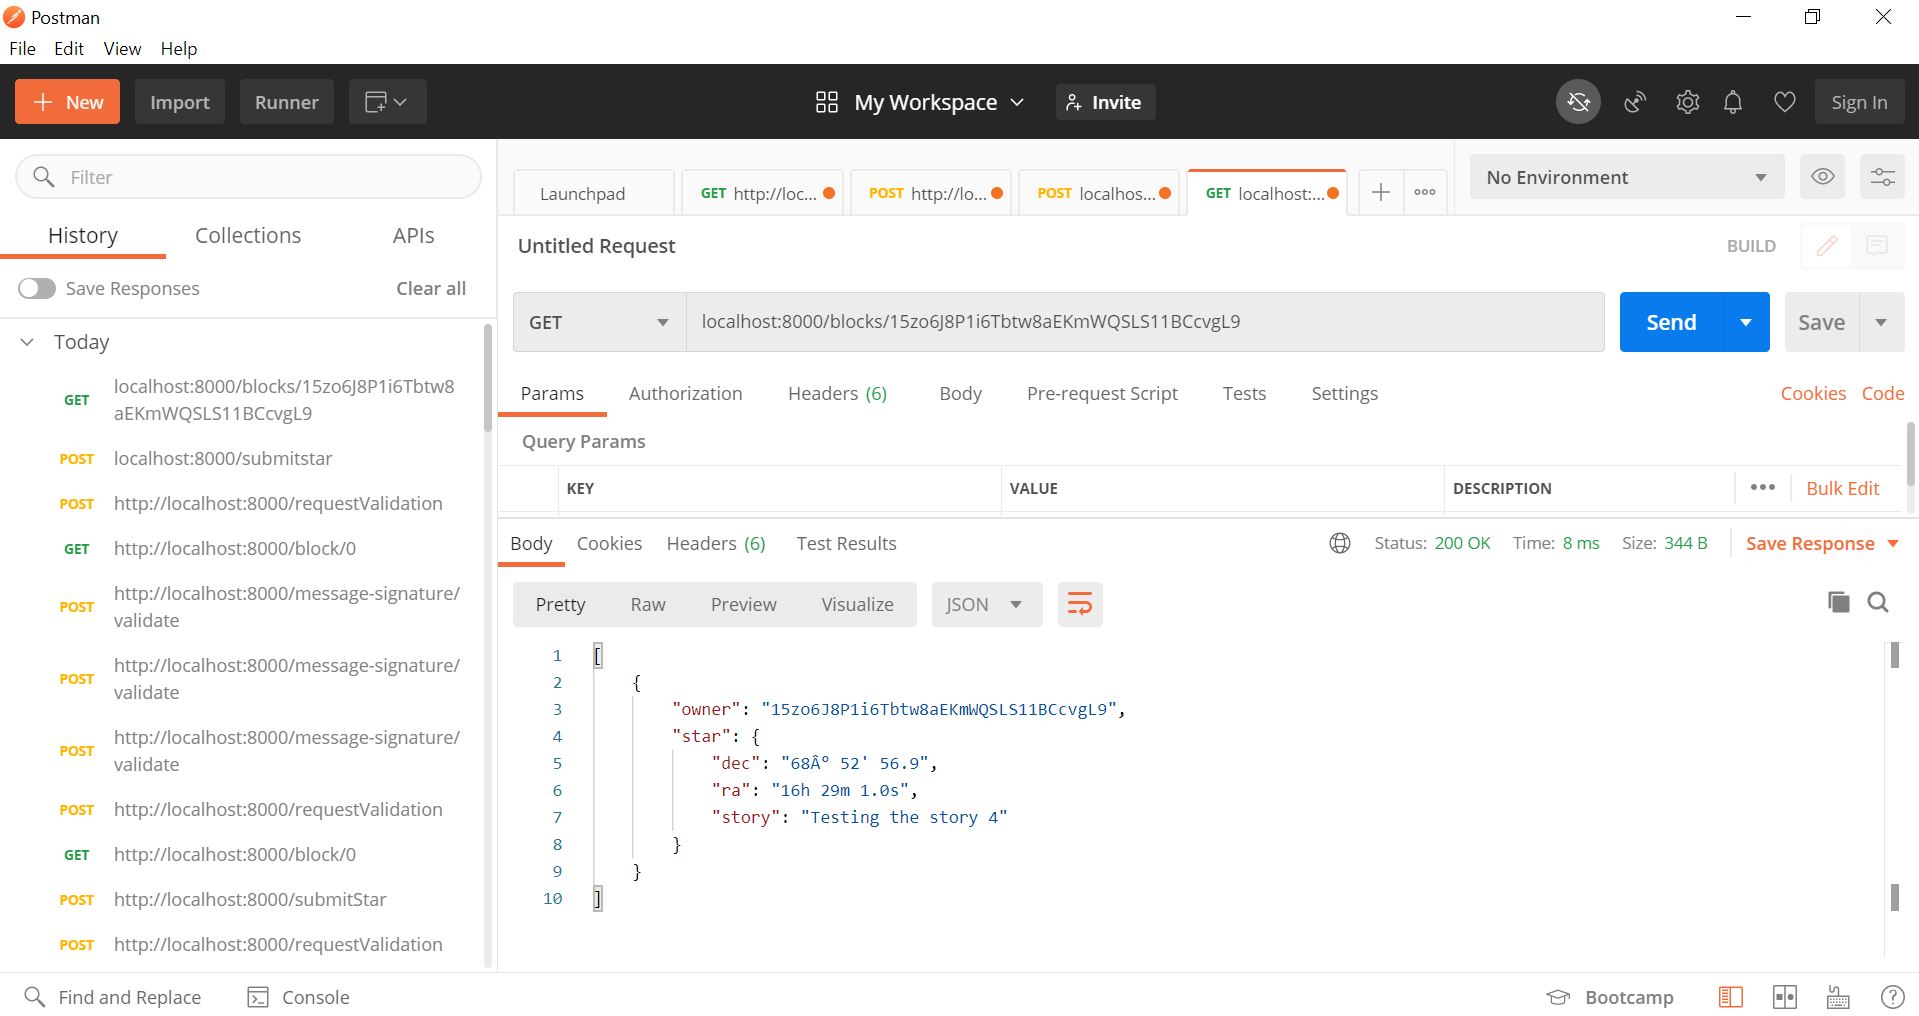 Postman
File Edit View Help
New Import Runner My Workspace Invite Sign In
Filter
History Collections APIs
Save Responses Clear all
Today
GET localhost:8000/blocks/15zo6J8P1i6Tbtw8
aEKmWQSLS11BCcvgL9
POST localhost:8000/submitstar
POST http://localhost:8000/requestValidation
GET http://localhost:8000/block/0
POST http://localhost:8000/message-signature/
validate
POST http://localhost:8000/message-signature/
validate
POST http://localhost:8000/message-signature/
validate
POST http://localhost:8000/requestValidation
GET http://localhost:8000/block/0
POST http://localhost:8000/submitStar
POST http://localhost:8000/requestValidation
Launchpad GET http://loc... POST http://lo... POST localhos... GET localhost:... No Environment
Untitled Request BUILD
GET localhost:8000/blocks/15zo6J8P1i6Tbtw8aEKmWQSLS11BCcvgL9 Send Save
Params Authorization Headers (6) Body Pre-request Script Tests Settings Cookies Code
Query Params
KEY VALUE DESCRIPTION Bulk Edit
Body Cookies Headers (6) Test Results Status: 200 OK Time: 8 ms Size: 344 B Save Response
Pretty Raw Preview Visualize JSON
1 [
2 {
3 "owner": "15zo6J8P1i6Tbtw8aEKmWQSLS11BCcvgL9",
4 "star": {
5 "dec": "68Âº 52' 56.9",
6 "ra": "16h 29m 1.0s",
7 "story": "Testing the story 4"
8 }
9 }
10 ]
Find and Replace Console Bootcamp